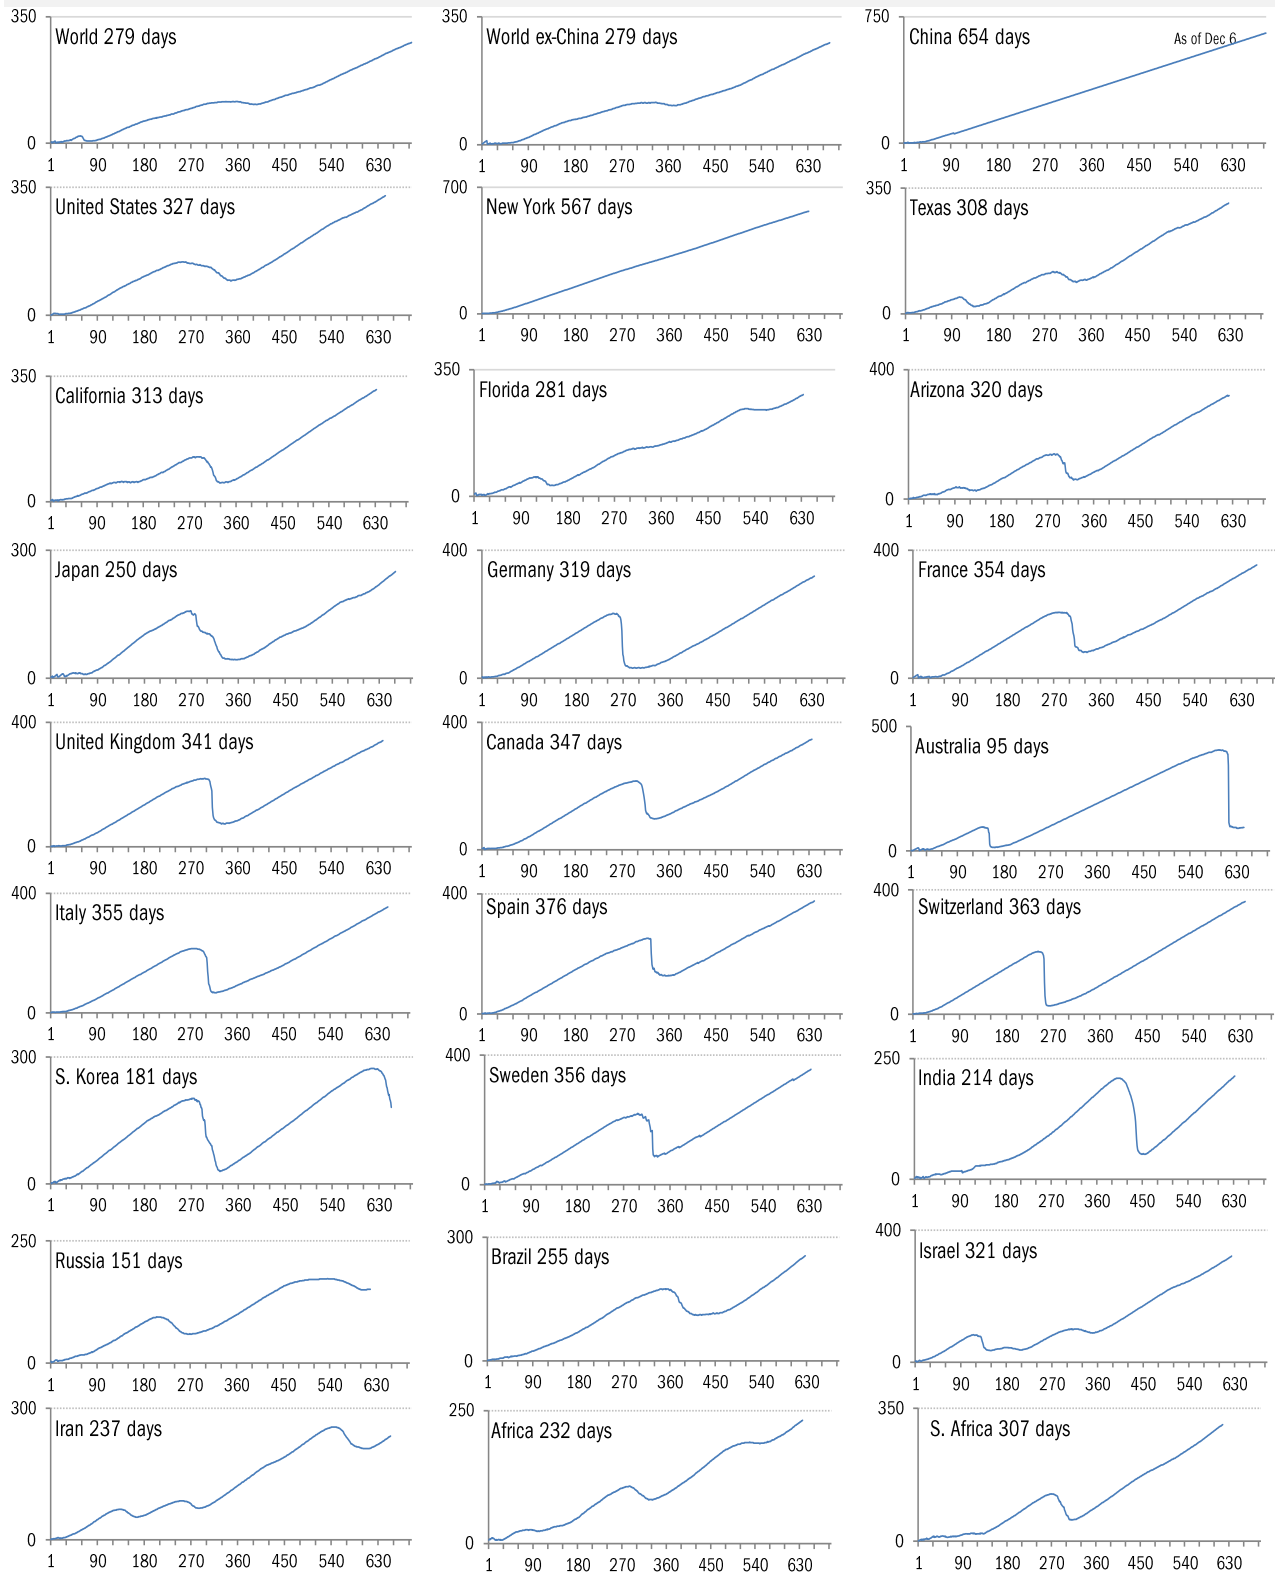 350 350 750
World 279 days World ex-China 279 days China 654 days As of Dec 6
0 0 0
1 90 180 270 360 450 540 630 1 90 180 270 360 450 540 630 1 90 180 270 360 450 540 630
350 700 350
United States 327 days New York 567 days Texas 308 days
0 0 0
1 90 180 270 360 450 540 630 1 90 180 270 360 450 540 630 1 90 180 270 360 450 540 630
350 350 400
California 313 days Florida 281 days Arizona 320 days
0 0 0
1 90 180 270 360 450 540 630 1 90 180 270 360 450 540 630 1 90 180 270 360 450 540 630
300 400 400
Japan 250 days Germany 319 days France 354 days
0 0 0
1 90 180 270 360 450 540 630 1 90 180 270 360 450 540 630 1 90 180 270 360 450 540 630
400 400 500
United Kingdom 341 days Canada 347 days Australia 95 days
0 0 0
1 90 180 270 360 450 540 630 1 90 180 270 360 450 540 630 1 90 180 270 360 450 540 630
400 400 400
Italy 355 days Spain 376 days Switzerland 363 days
0 0 0
1 90 180 270 360 450 540 630 1 90 180 270 360 450 540 630 1 90 180 270 360 450 540 630
300 400 250
S. Korea 181 days Sweden 356 days India 214 days
0 0 0
1 90 180 270 360 450 540 630 1 90 180 270 360 450 540 630 1 90 180 270 360 450 540 630
250 300 400
Russia 151 days Brazil 255 days Israel 321 days
0 0 0
1 90 180 270 360 450 540 630 1 90 180 270 360 450 540 630 1 90 180 270 360 450 540 630
300 250 350
Iran 237 days Africa 232 days S. Africa 307 days
0 0 0
1 90 180 270 360 450 540 630 1 90 180 270 360 450 540 630 1 90 180 270 360 450 540 630